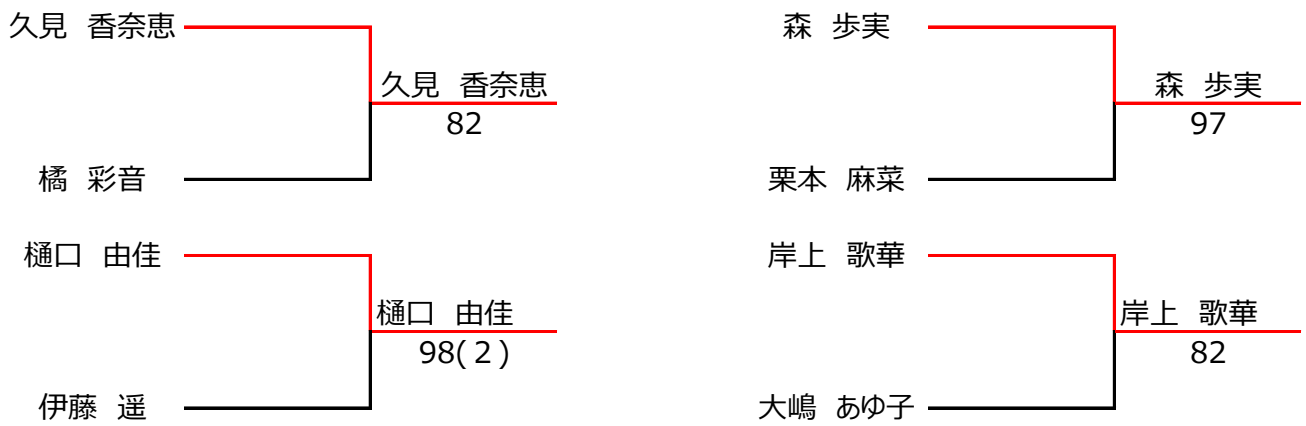 久見 香奈恵
久見 香奈恵
82
橘 彩音
樋口 由佳
樋口 由佳
98(２)
伊藤 遥
森 歩実
森 歩実
97
栗本 麻菜
岸上 歌華
岸上 歌華
82
大嶋 あゆ子